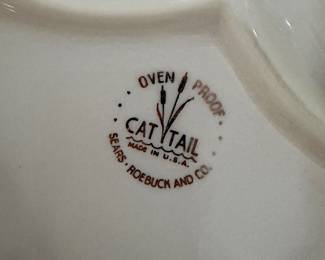 OVEN PROOF
CAT TAIL
MADE IN U.S.A.
SEARS · ROEBUCK AND CO.